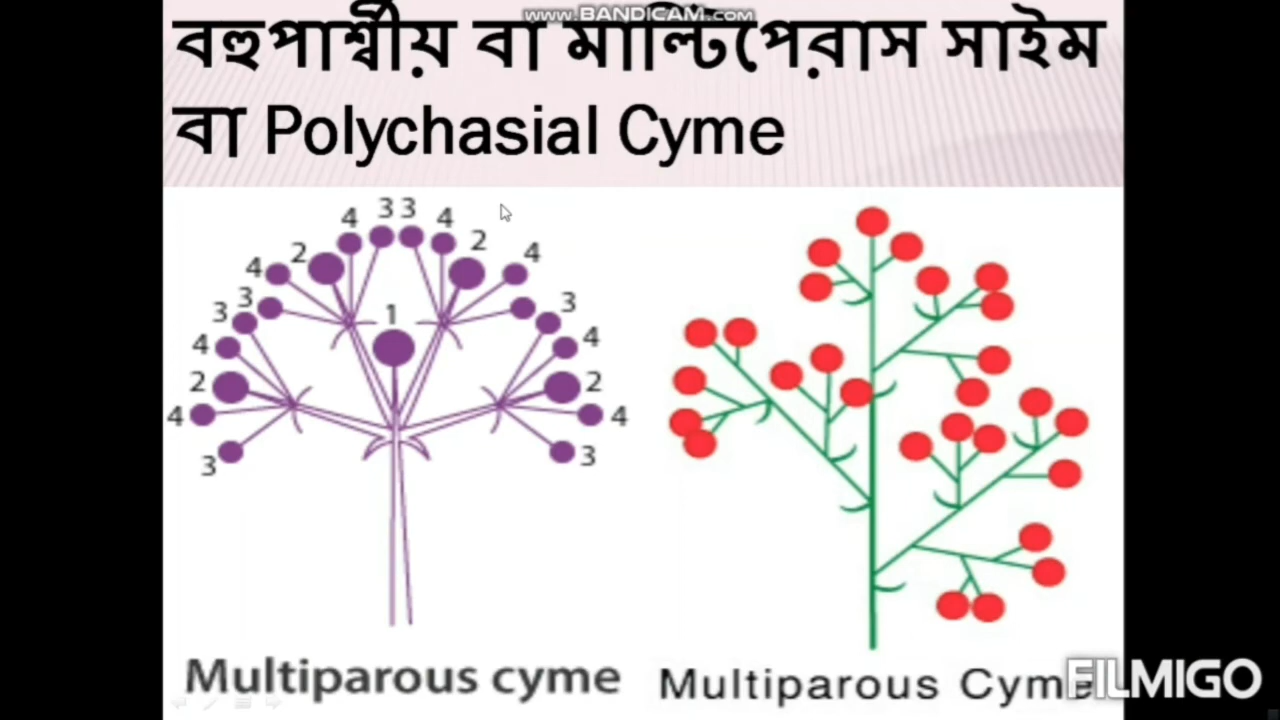 www.BANDICAM.com
বহুপার্শ্বীয় বা মাল্টিপেরাস সাইম
বা Polychasial Cyme
4 3 3 4
2 2
4 4
1
3 3
3
4 4
2 2
4 4
3 3
Multiparous cyme
Multiparous Cyme
FILMIGO